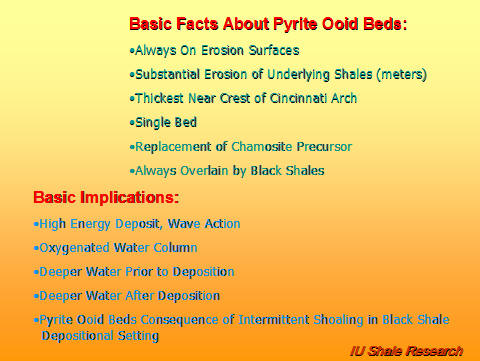 Basic Facts About Pyrite Ooid Beds:
•Always On Erosion Surfaces
•Substantial Erosion of Underlying Shales (meters)
•Thickest Near Crest of Cincinnati Arch
•Single Bed
•Replacement of Chamosite Precursor
•Always Overlain by Black Shales
Basic Implications:
•High Energy Deposit, Wave Action
•Oxygenated Water Column
•Deeper Water Prior to Deposition
•Deeper Water After Deposition
•Pyrite Ooid Beds Consequence of Intermittent Shoaling in Black Shale
Depositional Setting
IU Shale Research